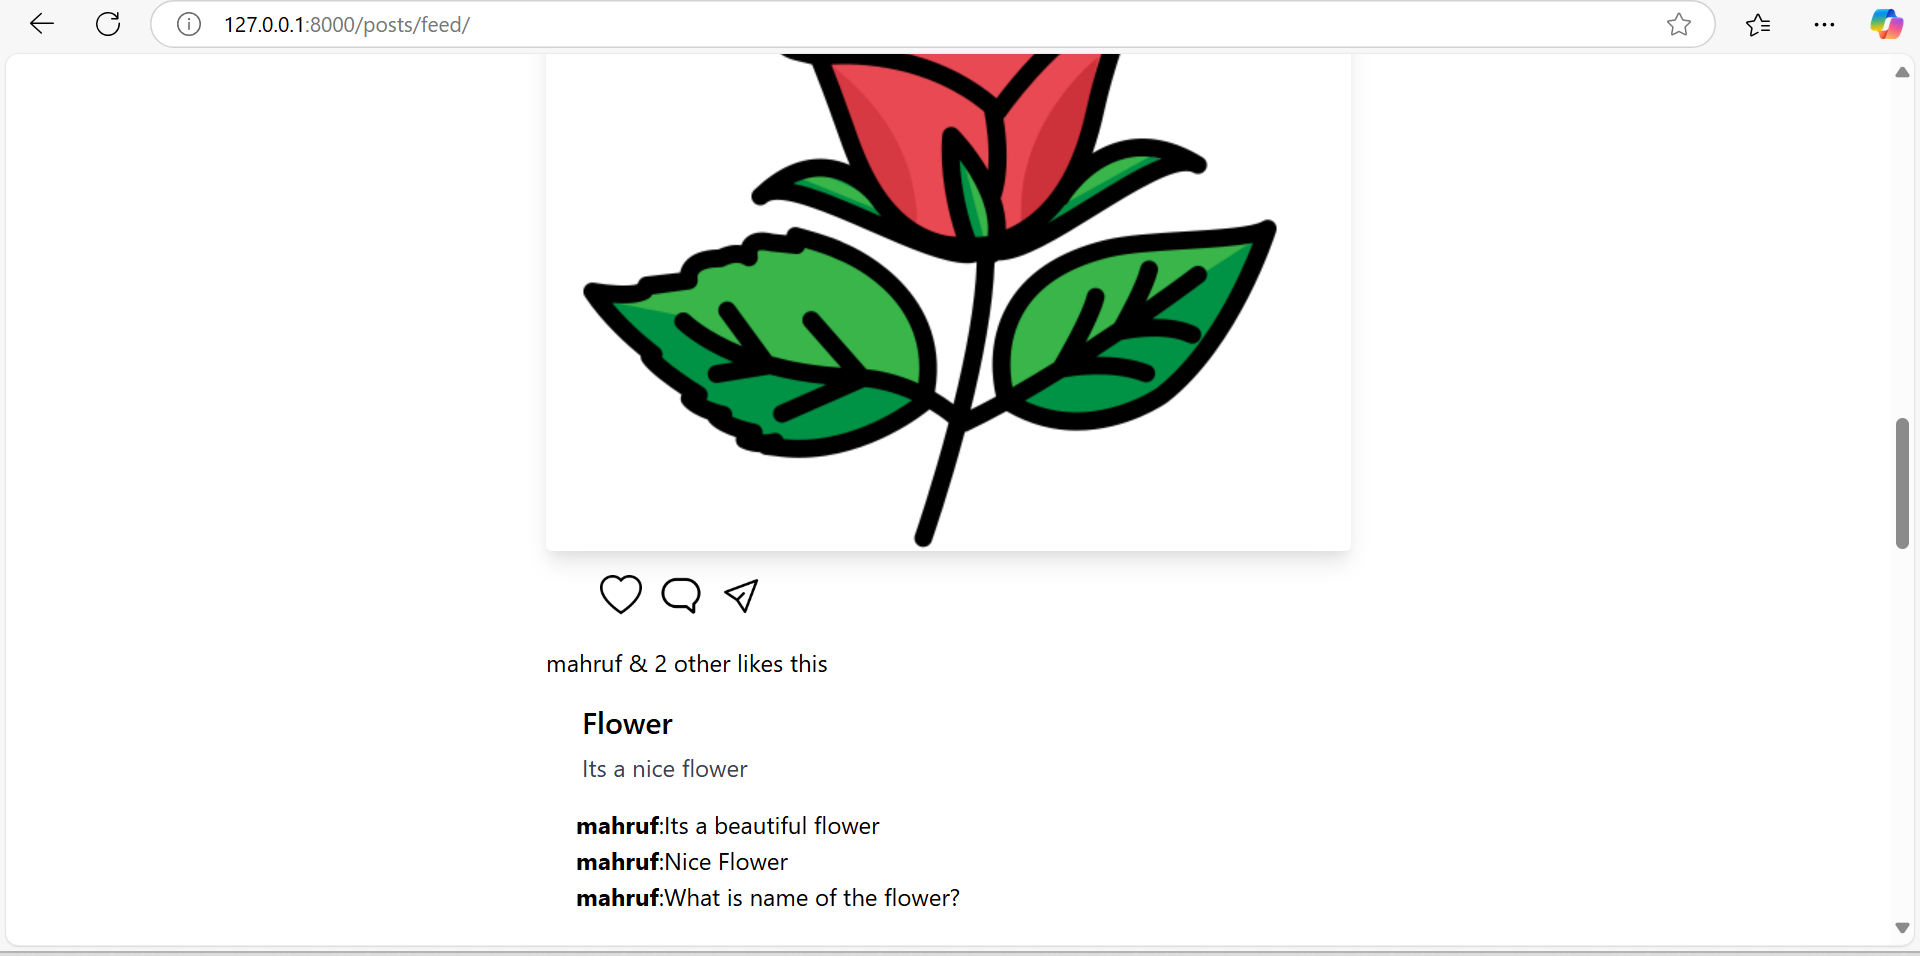 127.0.0.1:8000/posts/feed/
mahruf & 2 other likes this
Flower
Its a nice flower
mahruf:Its a beautiful flower
mahruf:Nice Flower
mahruf:What is name of the flower?